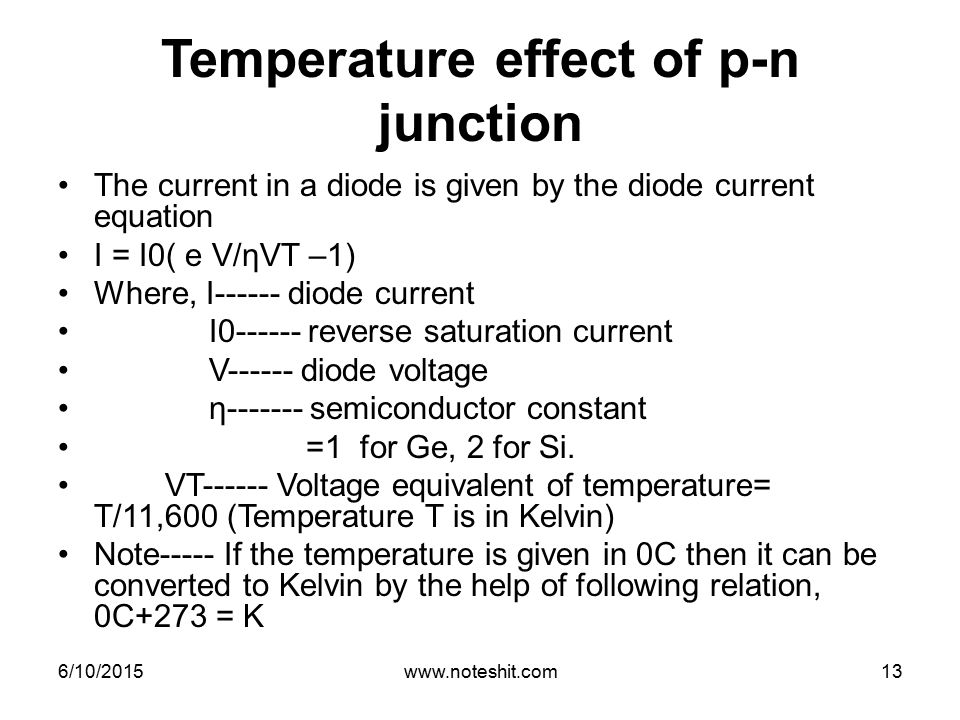 Temperature effect of p-n
junction
• The current in a diode is given by the diode current
equation
• I = I0( e V/ηVT –1)
• Where, I------ diode current
• I0------ reverse saturation current
• V------ diode voltage
• η------- semiconductor constant
• =1 for Ge, 2 for Si.
• VT------ Voltage equivalent of temperature=
T/11,600 (Temperature T is in Kelvin)
• Note----- If the temperature is given in 0C then it can be
converted to Kelvin by the help of following relation,
0C+273 = K
6/10/2015 www.noteshit.com 13